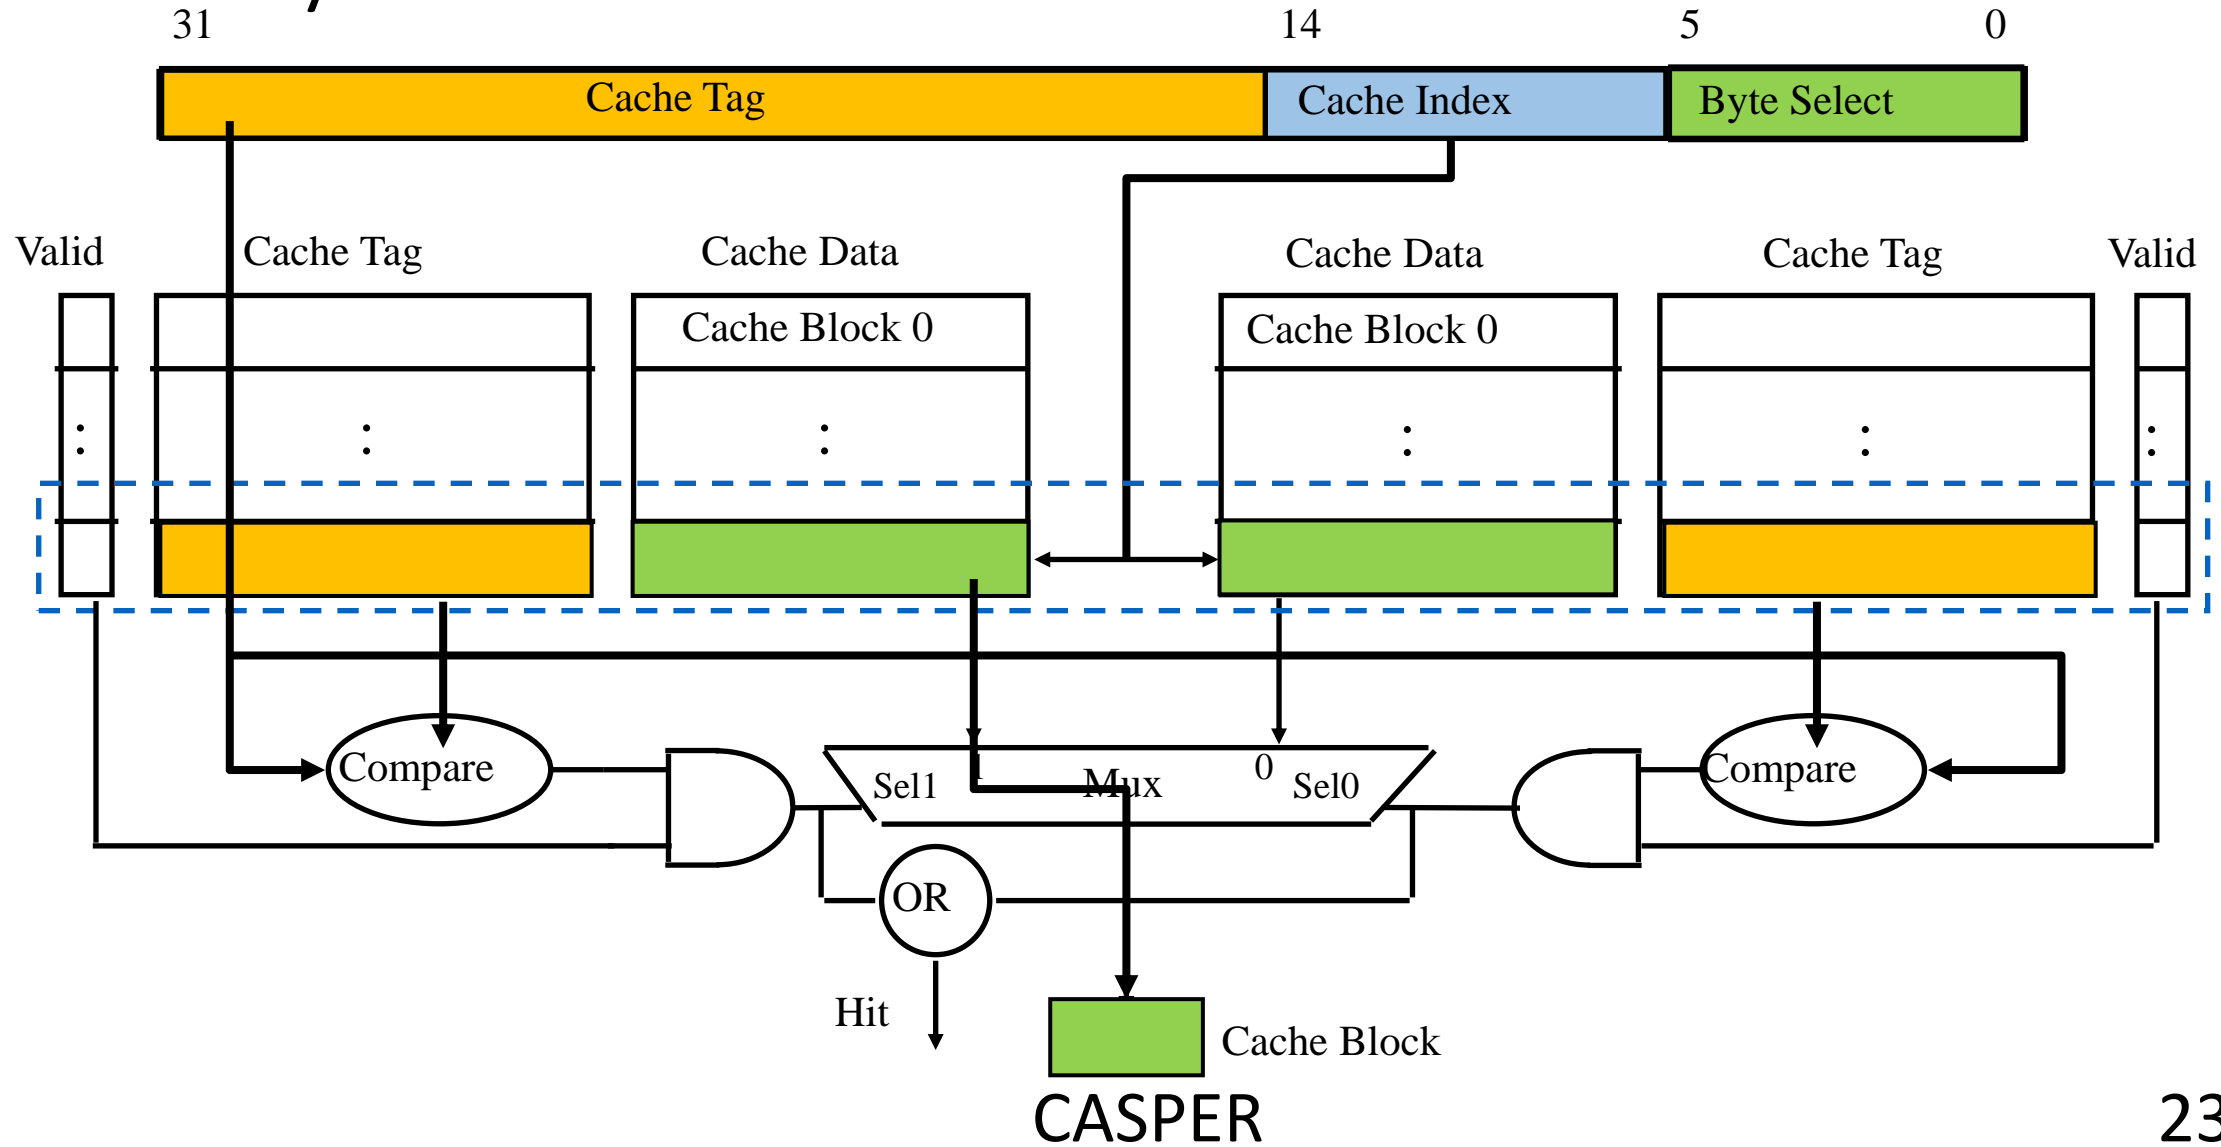 31 14 5 0
Cache Tag Cache Index Byte Select
Valid Cache Tag Cache Data Cache Data Cache Tag Valid
Cache Block 0 Cache Block 0
: : : : : :
1 0
Compare Sel1 Mux Sel0 Compare
OR
Hit
Cache Block
CASPER
23